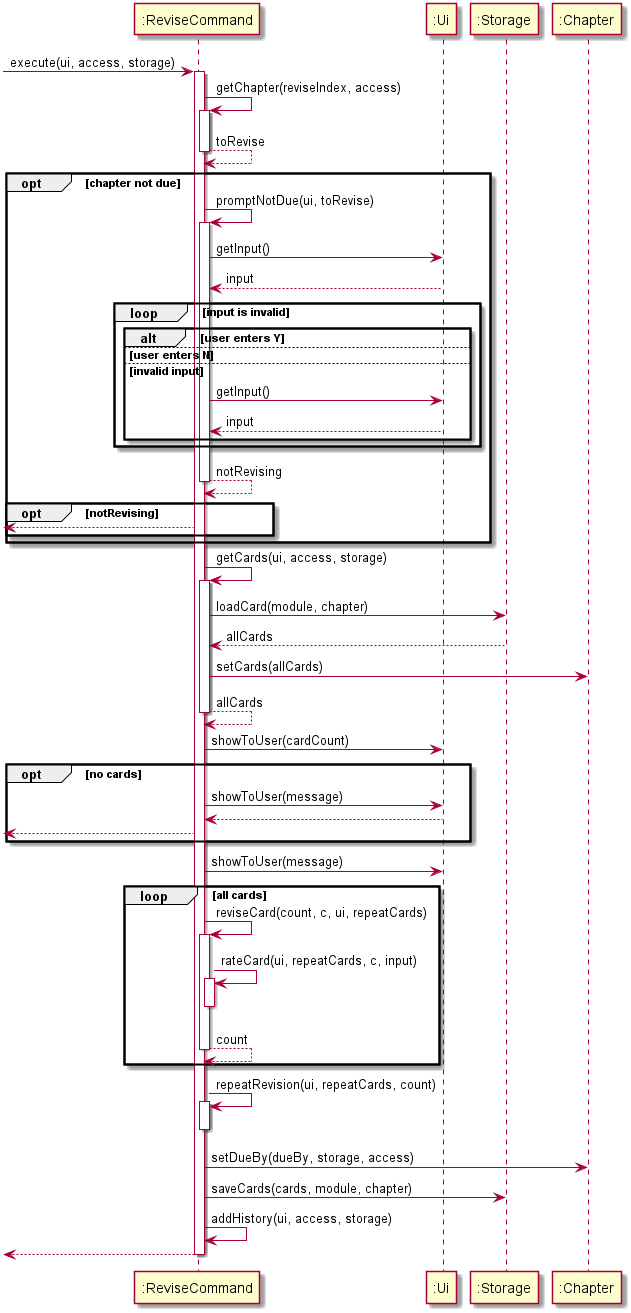 :ReviseCommand :Ui :Storage :Chapter
execute(ui, access, storage)
getChapter(reviseIndex, access)
toRevise
opt [chapter not due]
promptNotDue(ui, toRevise)
getInput()
input
loop [input is invalid]
alt [user enters Y]
[user enters N]
[invalid input]
getInput()
input
notRevising
opt [notRevising]
getCards(ui, access, storage)
loadCard(module, chapter)
allCards
setCards(allCards)
allCards
showToUser(cardCount)
opt [no cards]
showToUser(message)
showToUser(message)
loop [all cards]
reviseCard(count, c, ui, repeatCards)
rateCard(ui, repeatCards, c, input)
count
repeatRevision(ui, repeatCards, count)
setDueBy(dueBy, storage, access)
saveCards(cards, module, chapter)
addHistory(ui, access, storage)
:ReviseCommand :Ui :Storage :Chapter